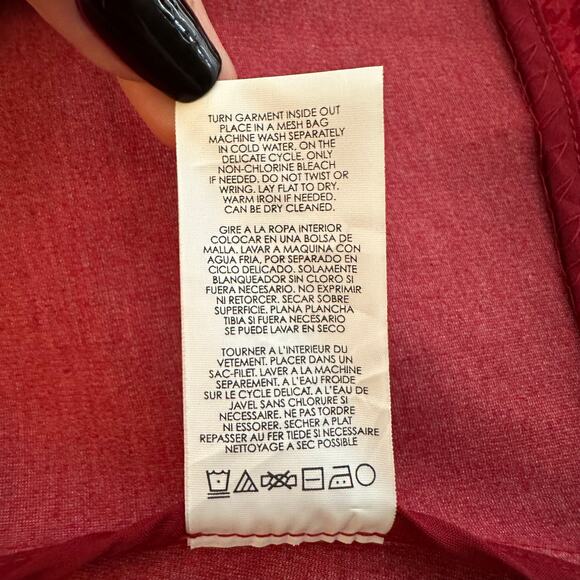 TURN GARMENT INSIDE OUT
PLACE IN A MESH BAG
MACHINE WASH SEPARATELY
IN COLD WATER, ON THE
DELICATE CYCLE. ONLY
NON-CHLORINE BLEACH
IF NEEDED. DO NOT TWIST OR
WRING. LAY FLAT TO DRY.
WARM IRON IF NEEDED.
CAN BE DRY CLEANED.
GIRE A LA ROPA INTERIOR
COLOCAR EN UNA BOLSA DE
MALLA. LAVAR A MAQUINA CON
AGUA FRIA, POR SEPARADO EN
CICLO DELICADO. SOLAMENTE
BLANQUEADOR SIN CLORO SI
FUERA NECESARIO. NO EXPRIMIR
NI RETORCER. SECAR SOBRE
SUPERFICIE. PLANA PLANCHA
TIBIA SI FUERA NECESARIO
SE PUEDE LAVAR EN SECO
TOURNER A L'INTERIEUR DU
VETEMENT. PLACER DANS UN
SAC-FILET. LAVER A LA MACHINE
SEPAREMENT. A L'EAU FROIDE
SUR LE CYCLE DELICAT. A L'EAU DE
JAVEL SANS CHLORURE SI
NECESSAIRE. NE PAS TORDRE
NI ESSORER. SECHER A PLAT
REPASSER AU FER TIEDE SI NECESSAIRE
NETTOYAGE A SEC POSSIBLE